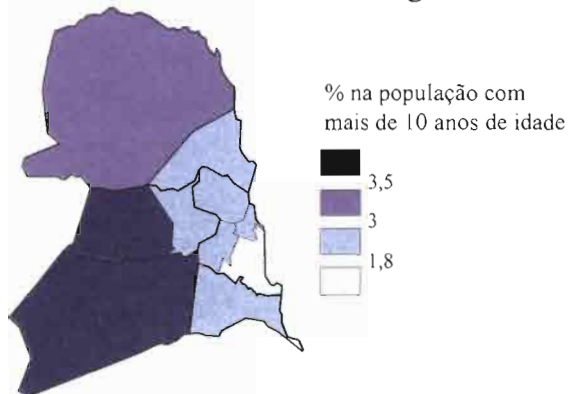 % na população com
mais de 10 anos de idade
3,5
3
1,8